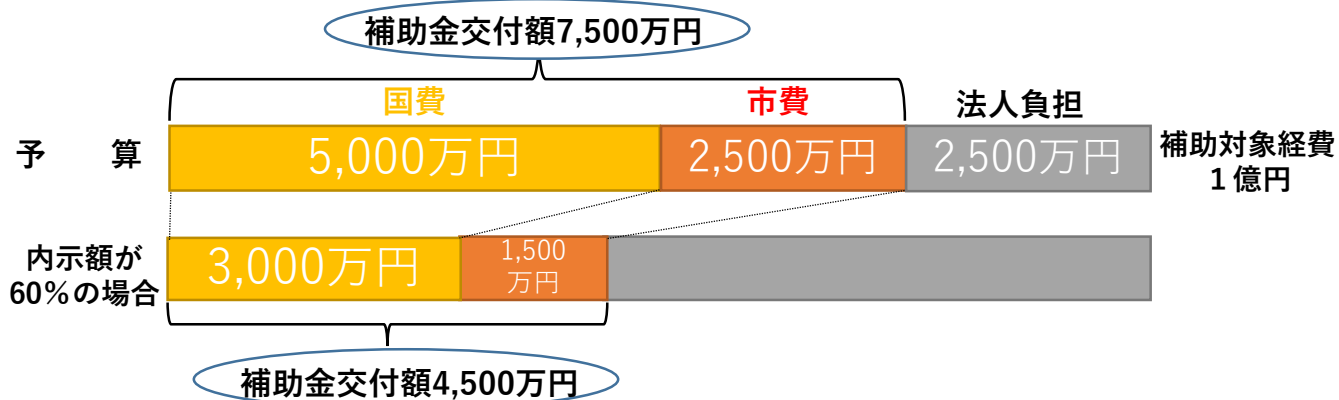 補助金交付額7,500万円
国費
市費
法人負担
予　算
5,000万円
2,500万円
2,500万円
補助対象経費
１億円
内示額が
60%の場合
3,000万円
1,500
万円
補助金交付額4,500万円